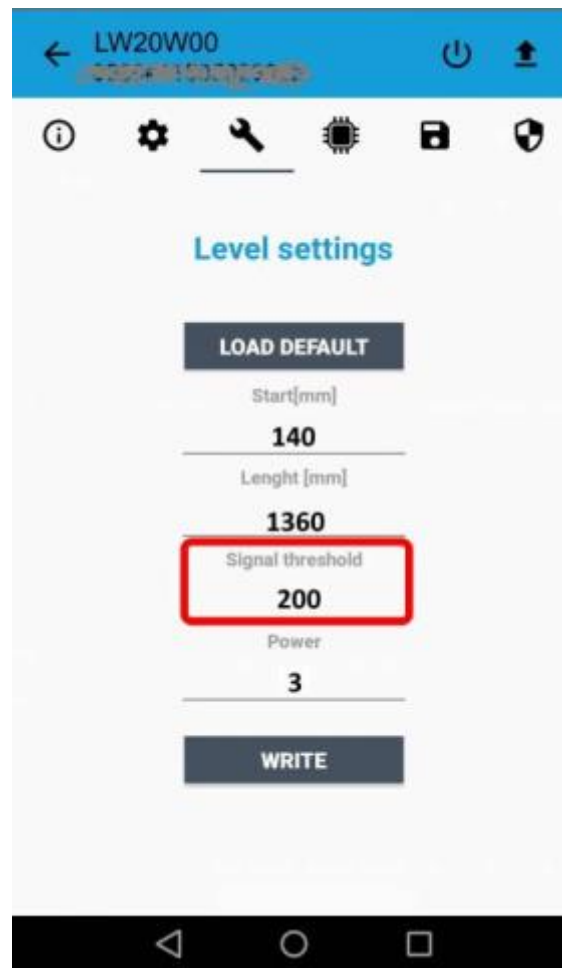 LW20W00
Level settings
LOAD DEFAULT
Start[mm]
140
Lenght [mm]
1360
Signal threshold
200
Power
3
WRITE